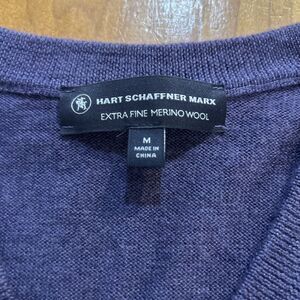 HART SCHAFFNER MARX
EXTRA FINE MERINO WOOL
M
MADE IN
CHINA